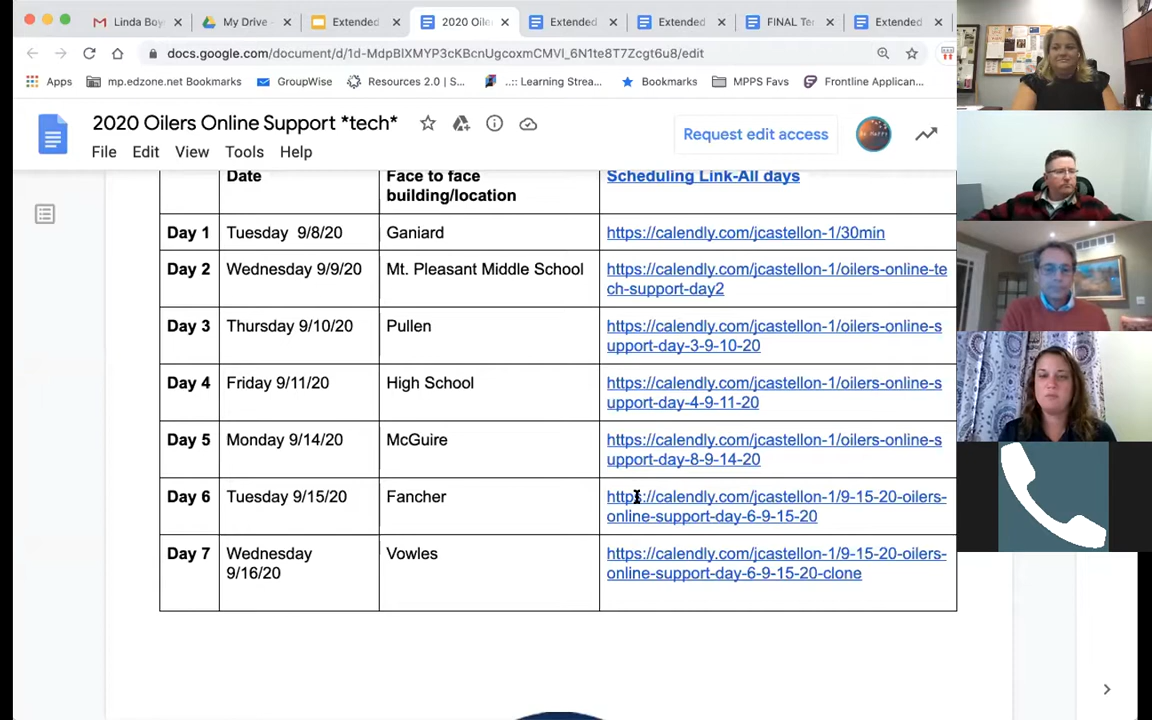 Linda Boy
My Drive -
Extended
2020 Oile
Extended
Extended
FINAL Te
Extended
docs.google.com/document/d/1d-MdpBlXMYP3cKBcnUgcoxmCMVl_6N1te8T7Zcgt6u8/edit
Apps
mp.edzone.net Bookmarks
GroupWise
Resources 2.0 | S...
..:: Learning Strea...
Bookmarks
MPPS Favs
Frontline Applican...
2020 Oilers Online Support *tech*
Request edit access
File Edit View Tools Help
Date
Face to face
building/location
Scheduling Link-All days
Day 1
Tuesday 9/8/20
Ganiard
https://calendly.com/jcastellon-1/30min
Day 2
Wednesday 9/9/20
Mt. Pleasant Middle School
https://calendly.com/jcastellon-1/oilers-online-te
ch-support-day2
Day 3
Thursday 9/10/20
Pullen
https://calendly.com/jcastellon-1/oilers-online-s
upport-day-3-9-10-20
Day 4
Friday 9/11/20
High School
https://calendly.com/jcastellon-1/oilers-online-s
upport-day-4-9-11-20
Day 5
Monday 9/14/20
McGuire
https://calendly.com/jcastellon-1/oilers-online-s
upport-day-8-9-14-20
Day 6
Tuesday 9/15/20
Fancher
https://calendly.com/jcastellon-1/9-15-20-oilers-
online-support-day-6-9-15-20
Day 7
Wednesday
9/16/20
Vowles
https://calendly.com/jcastellon-1/9-15-20-oilers-
online-support-day-6-9-15-20-clone